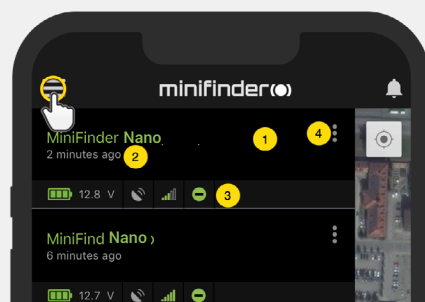 minifinder
MiniFinder Nano
1
4
2 minutes ago
2
12.8 V
3
MiniFind Nano
6 minutes ago
12.7 V